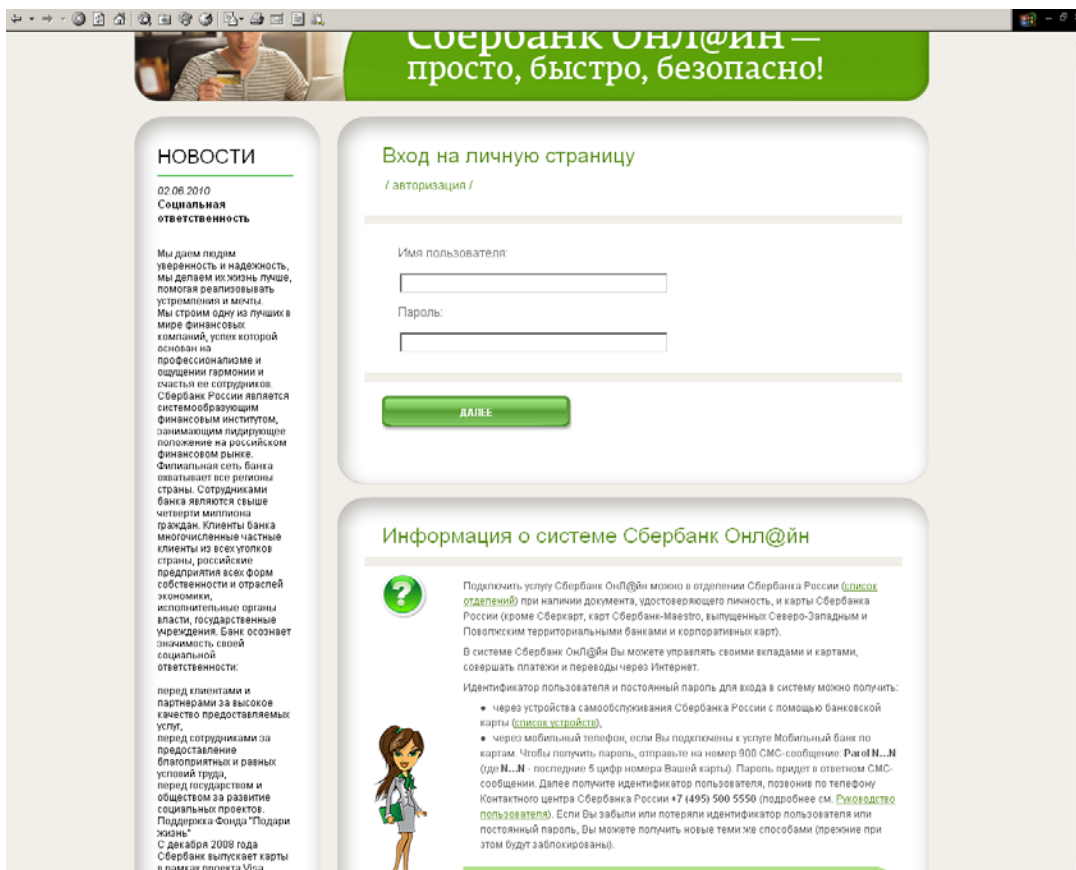 Сбербанк ОНЛ@ЙН —
просто, быстро, безопасно!
НОВОСТИ
02.06.2010
Социальная
ответственность
Мы даем людям
уверенность и надежность,
мы делаем их жизнь лучше,
помогая реализовывать
устремления и мечты.
Мы строим одну из лучших в
мире финансовых
компаний, успех которой
основан на
профессионализме и
ощущении гармонии и
счастья ее сотрудников.
Сбербанк России является
системообразующим
финансовым институтом,
занимающим лидирующее
положение на российском
финансовом рынке.
Филиальная сеть банка
охватывает все регионы
страны. Сотрудниками
банка являются свыше
четверти миллиона
граждан. Клиенты банка
многочисленные частные
клиенты из всех уголков
страны, российские
предприятия всех форм
собственности и отраслей
экономики,
исполнительные органы
власти, государственные
учреждения. Банк осознает
значимость своей
социальной
ответственности:
перед клиентами и
партнерами за высокое
качество предоставляемых
услуг,
перед сотрудниками за
предоставление
благоприятных и равных
условий труда,
перед государством и
обществом за развитие
социальных проектов.
Поддержка Фонда "Подари
жизнь"
С декабря 2008 года
Сбербанк выпускает карты
в рамках проекта Visa
Вход на личную страницу
/ авторизация /
Имя пользователя:
Пароль:
ДАЛЕЕ
Информация о системе Сбербанк Онл@йн
Подключить услугу Сбербанк ОнЛ@йн можно в отделении Сбербанка России (список
отделений) при наличии документа, удостоверяющего личность, и карты Сбербанка
России (кроме Сберкарт, карт Сбербанк-Maestro, выпущенных Северо-Западным и
Поволжским территориальными банками и корпоративных карт).
В системе Сбербанк ОнЛ@йн Вы можете управлять своими вкладами и картами,
совершать платежи и переводы через Интернет.
Идентификатор пользователя и постоянный пароль для входа в систему можно получить:
• через устройства самообслуживания Сбербанка России с помощью банковской
карты (список устройств),
• через мобильный телефон, если Вы подключены к услуге Мобильный банк по
картам. Чтобы получить пароль, отправьте на номер 900 СМС-сообщение: Parol N...N
(где N...N - последние 5 цифр номера Вашей карты). Пароль придет в ответном СМС-
сообщении. Далее получите идентификатор пользователя, позвонив по телефону
Контактного центра Сбербанка России +7 (495) 500 5550 (подробнее см. Руководство
пользователя). Если Вы забыли или потеряли идентификатор пользователя или
постоянный пароль, Вы можете получить новые теми же способами (прежние при
этом будут заблокированы).